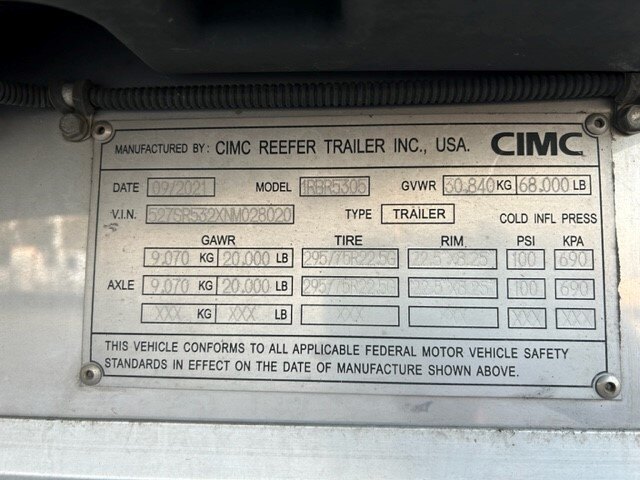 MANUFACTURED BY: CIMC REEFER TRAILER INC., USA. CIMC
DATE 09/2021 MODEL 1RBR5305 GVWR 30.840 KG 68.000 LB
V.I.N. 527SR532XNM028020 TYPE TRAILER COLD INFL PRESS
GAWR TIRE RIM PSI KPA
9.070 KG 20.000 LB 295/75R22.5G 22.5 X8.25 100 690
AXLE 9.070 KG 20.000 LB 295/75R22.5G 22.5 X8.25 100 690
XXX KG XXX LB XXX XXX XXX XXX
THIS VEHICLE CONFORMS TO ALL APPLICABLE FEDERAL MOTOR VEHICLE SAFETY
STANDARDS IN EFFECT ON THE DATE OF MANUFACTURE SHOWN ABOVE.